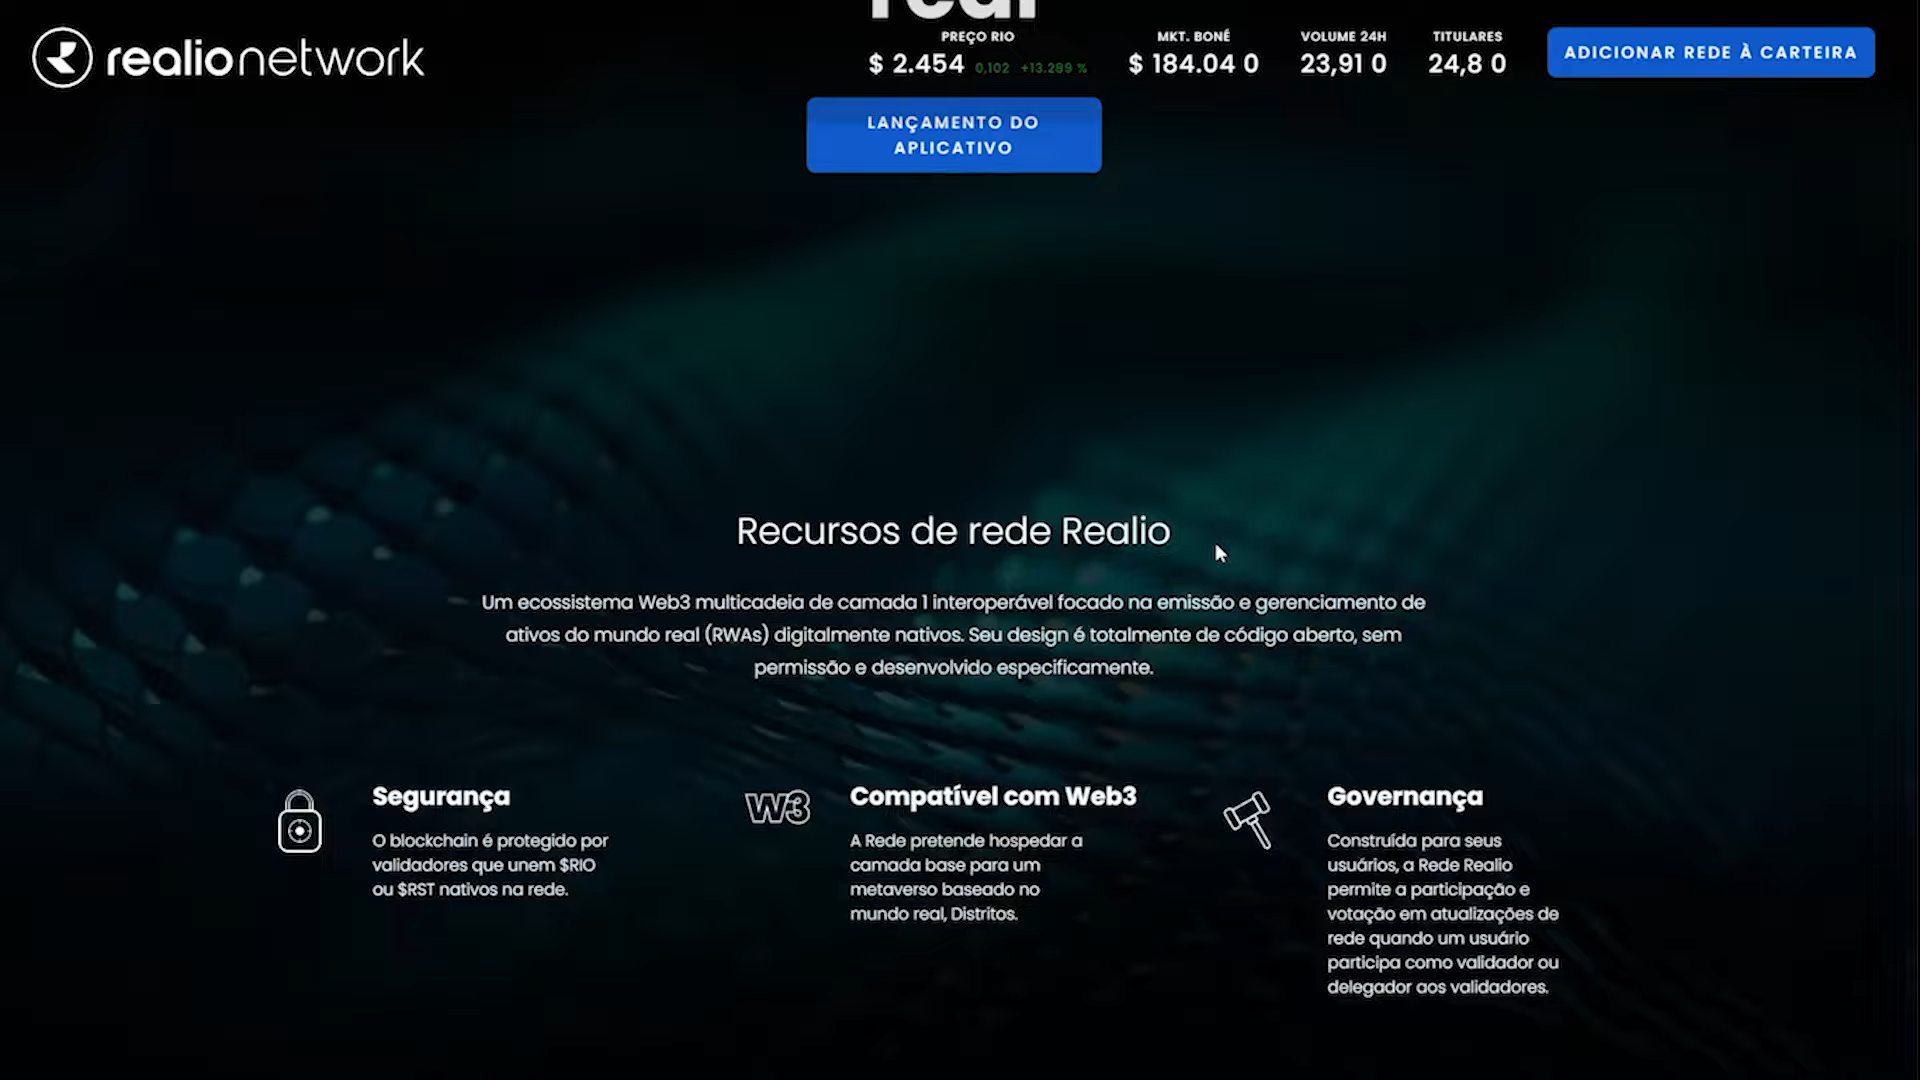 real
realionetwork
PREÇO RIO
$ 2.454 0,102 +13.289 %
MKT. BONÉ
$ 184.04 0
VOLUME 24H
23,91 0
TITULARES
24,8 0
ADICIONAR REDE À CARTEIRA
LANÇAMENTO DO
APLICATIVO
Recursos de rede Realio
Um ecossistema Web3 multicadeia de camada 1 interoperável focado na emissão e gerenciamento de
ativos do mundo real (RWAs) digitalmente nativos. Seu design é totalmente de código aberto, sem
permissão e desenvolvido especificamente.
Segurança
O blockchain é protegido por
validadores que unem $RIO
ou $RST nativos na rede.
W3
Compatível com Web3
A Rede pretende hospedar a
camada base para um
metaverso baseado no
mundo real, Distritos.
Governança
Construída para seus
usuários, a Rede Realio
permite a participação e
votação em atualizações de
rede quando um usuário
participa como validador ou
delegador aos validadores.